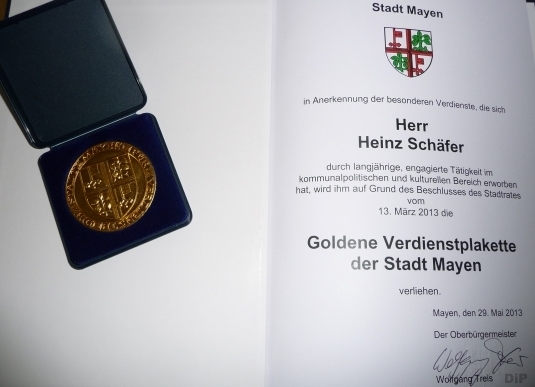 Stadt Mayen
in Anerkennung der besonderen Verdienste, die sich
Herr
Heinz Schäfer
durch langjährige, engagierte Tätigkeit im
kommunalpolitischen und kulturellen Bereich erworben
hat, wird ihm auf Grund des Beschlusses des Stadtrates
vom
13. März 2013 die
Goldene Verdienstplakette
der Stadt Mayen
verliehen.
Mayen, den 29. Mai 2013
Der Oberbürgermeister
Wolfgang Treis
DiP